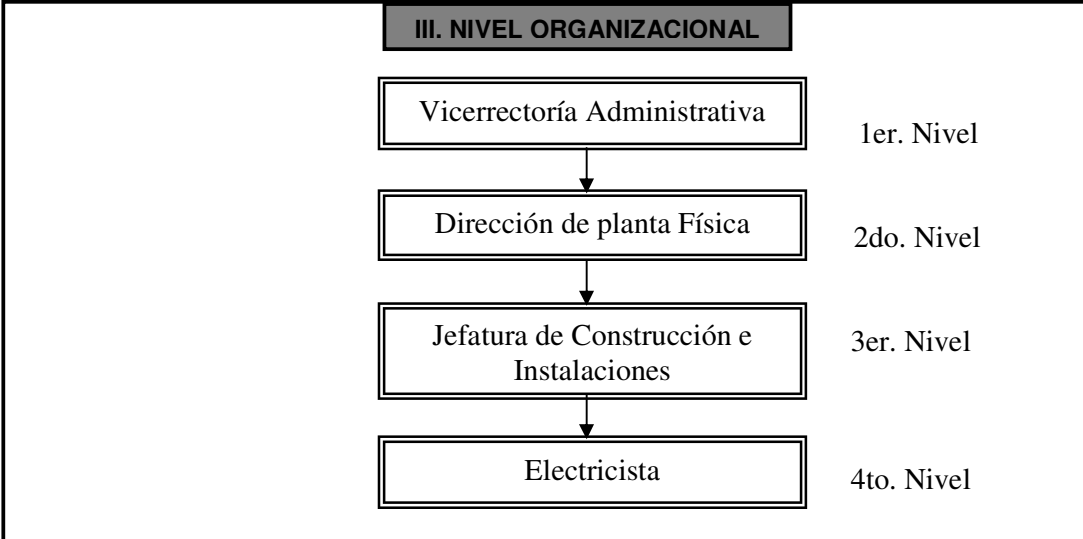 III. NIVEL ORGANIZACIONAL
Vicerrectoría Administrativa
1er. Nivel
Dirección de planta Física
2do. Nivel
Jefatura de Construcción e
Instalaciones
3er. Nivel
Electricista
4to. Nivel